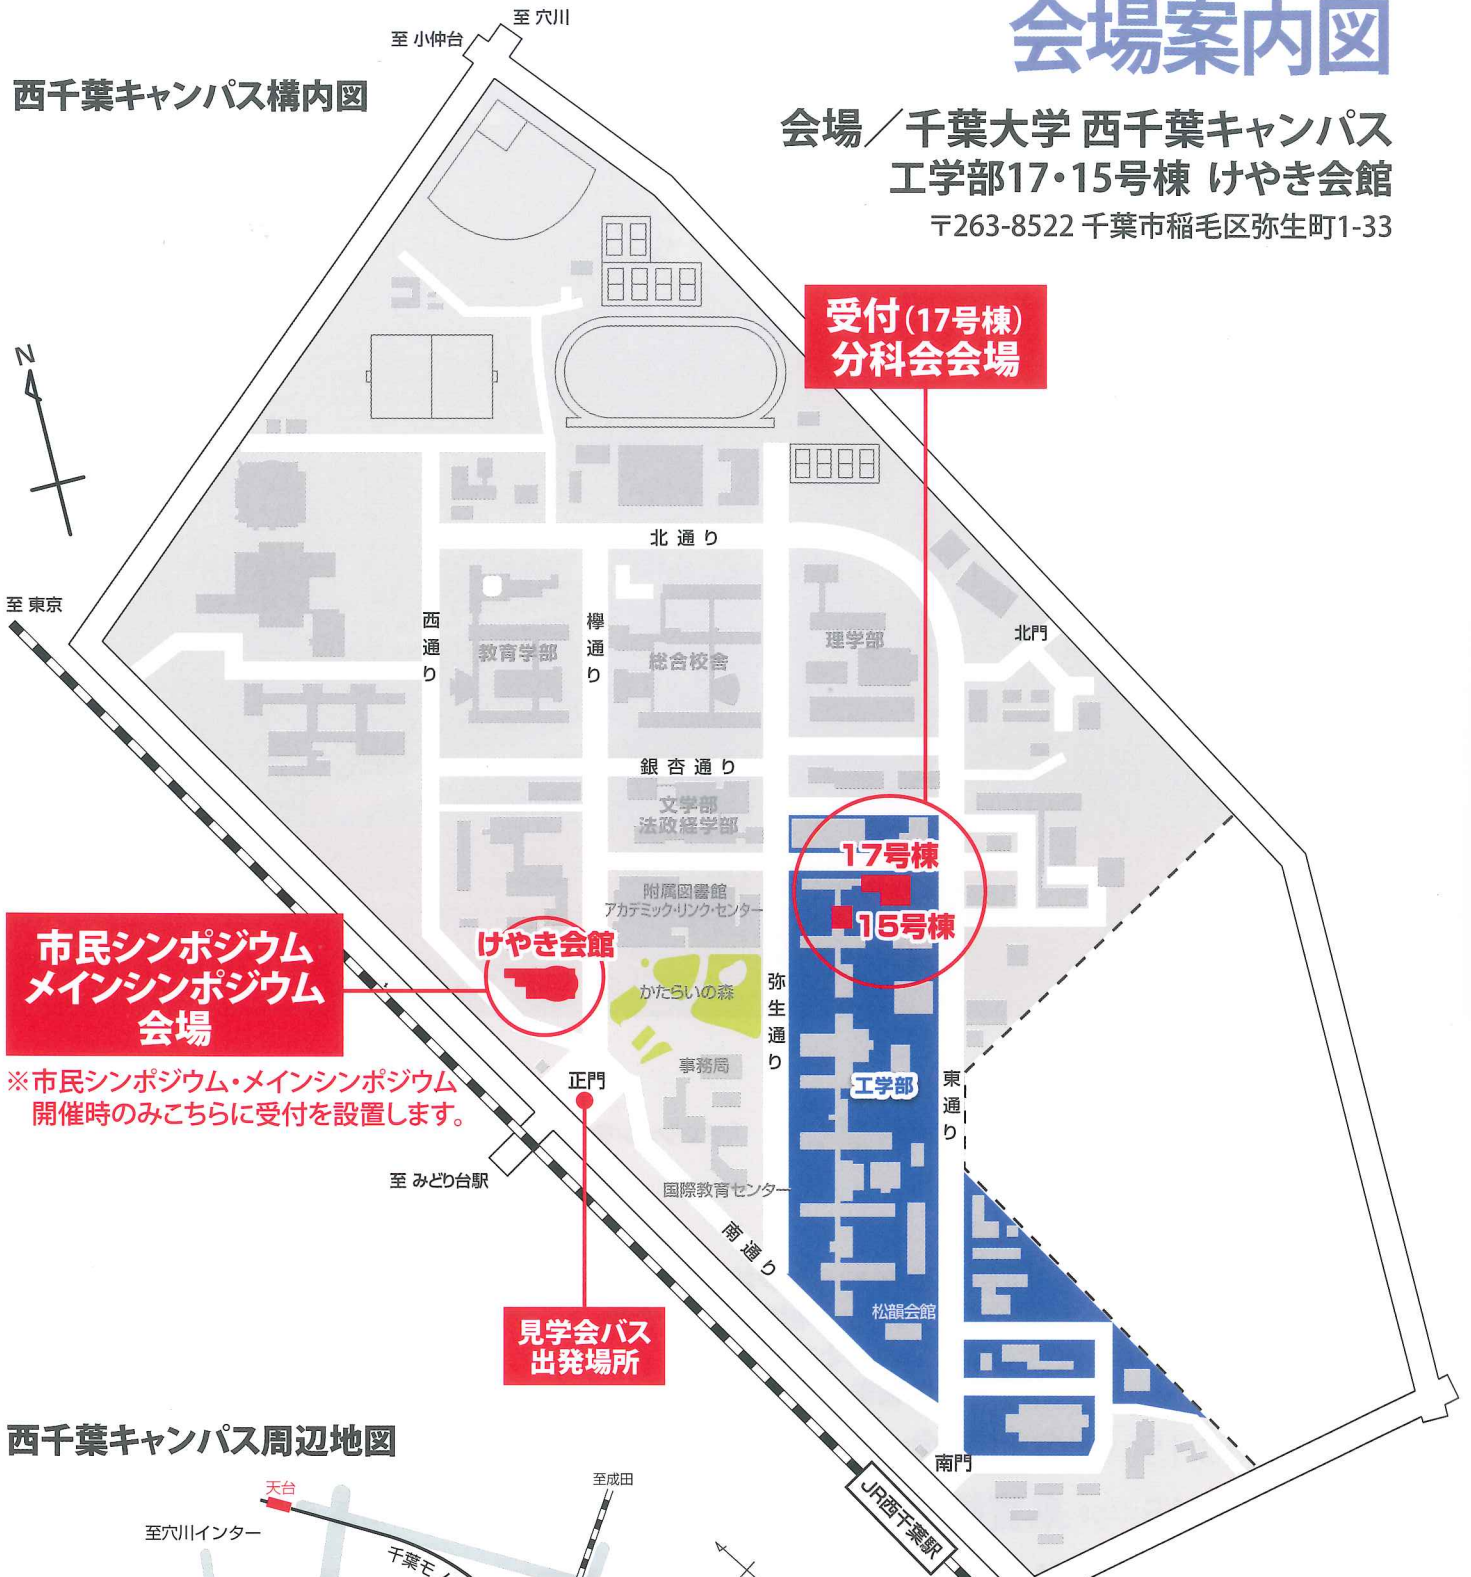 会場案内図
会場／千葉大学 西千葉キャンパス
工学部17・15号棟 けやき会館
〒263-8522 千葉市稲毛区弥生町1-33
西千葉キャンパス構内図
至 穴川
至 小仲台
受付（17号棟）
分科会会場
N
至 東京
北通り
西通り
欅通り
教育学部
総合校舎
理学部
北門
銀杏通り
文学部
法政経学部
17号棟
15号棟
附属図書館
アカデミック・リンク・センター
けやき会館
市民シンポジウム
メインシンポジウム
会場
※市民シンポジウム・メインシンポジウム
開催時のみこちらに受付を設置します。
かたらいの森
弥生通り
事務局
工学部
東通り
正門
至 みどり台駅
国際教育センター
南通り
松韻会館
見学会バス
出発場所
南門
JR西千葉駅
西千葉キャンパス周辺地図
天台
至成田
至穴川インター
千葉モノ